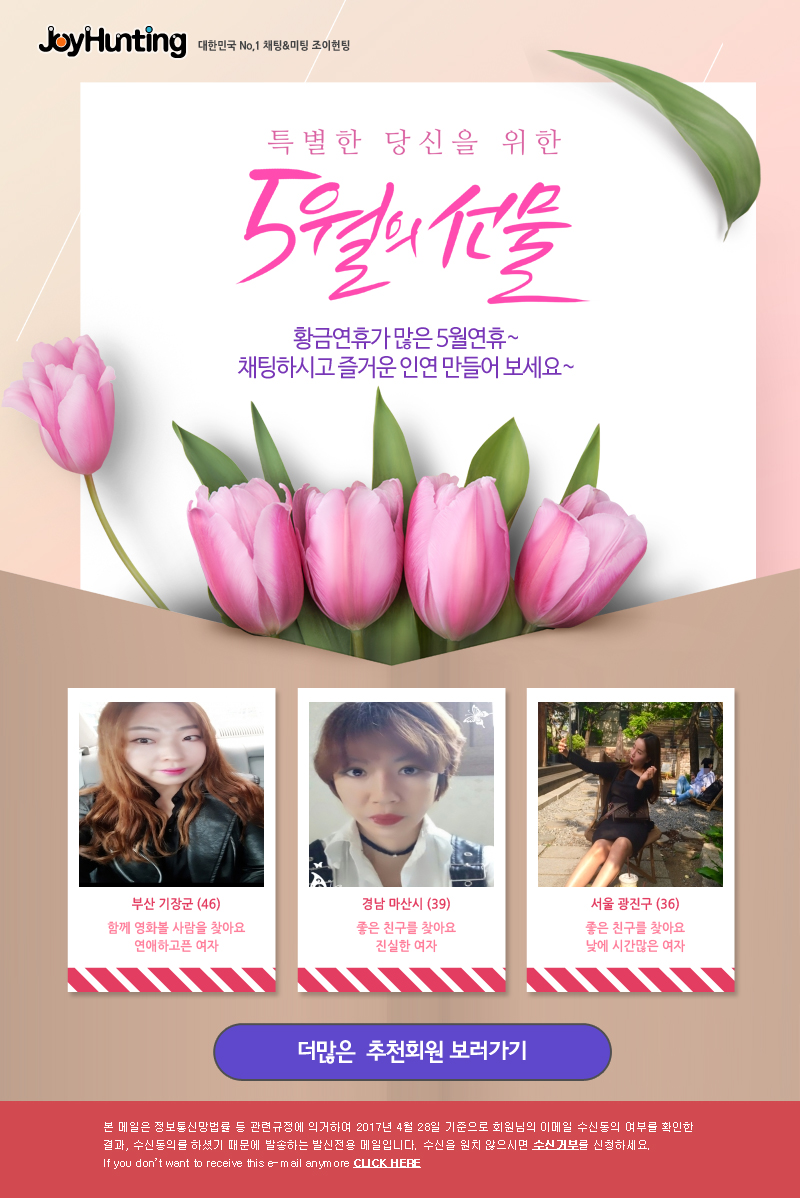 JoyHunting 대한민국 No,1 채팅&미팅 조이헌팅
특별한 당신을 위한
5월의 선물
황금연휴가 많은 5월연휴~
채팅하시고 즐거운 인연 만들어 보세요~
부산 기장군 (46)
함께 영화볼 사람을 찾아요
연애하고픈 여자
경남 마산시 (39)
좋은 친구를 찾아요
진실한 여자
서울 광진구 (36)
좋은 친구를 찾아요
낮에 시간많은 여자
더많은 추천회원 보러가기
본 메일은 정보통신망법률 등 관련규정에 의거하여 2017년 4월 28일 기준으로 회원님의 이메일 수신동의 여부를 확인한
결과, 수신동의를 하셨기 때문에 발송하는 발신전용 메일입니다. 수신을 원치 않으시면 수신거부를 신청하세요.
If you don't want to receive this e-mail anymore CLICK HERE